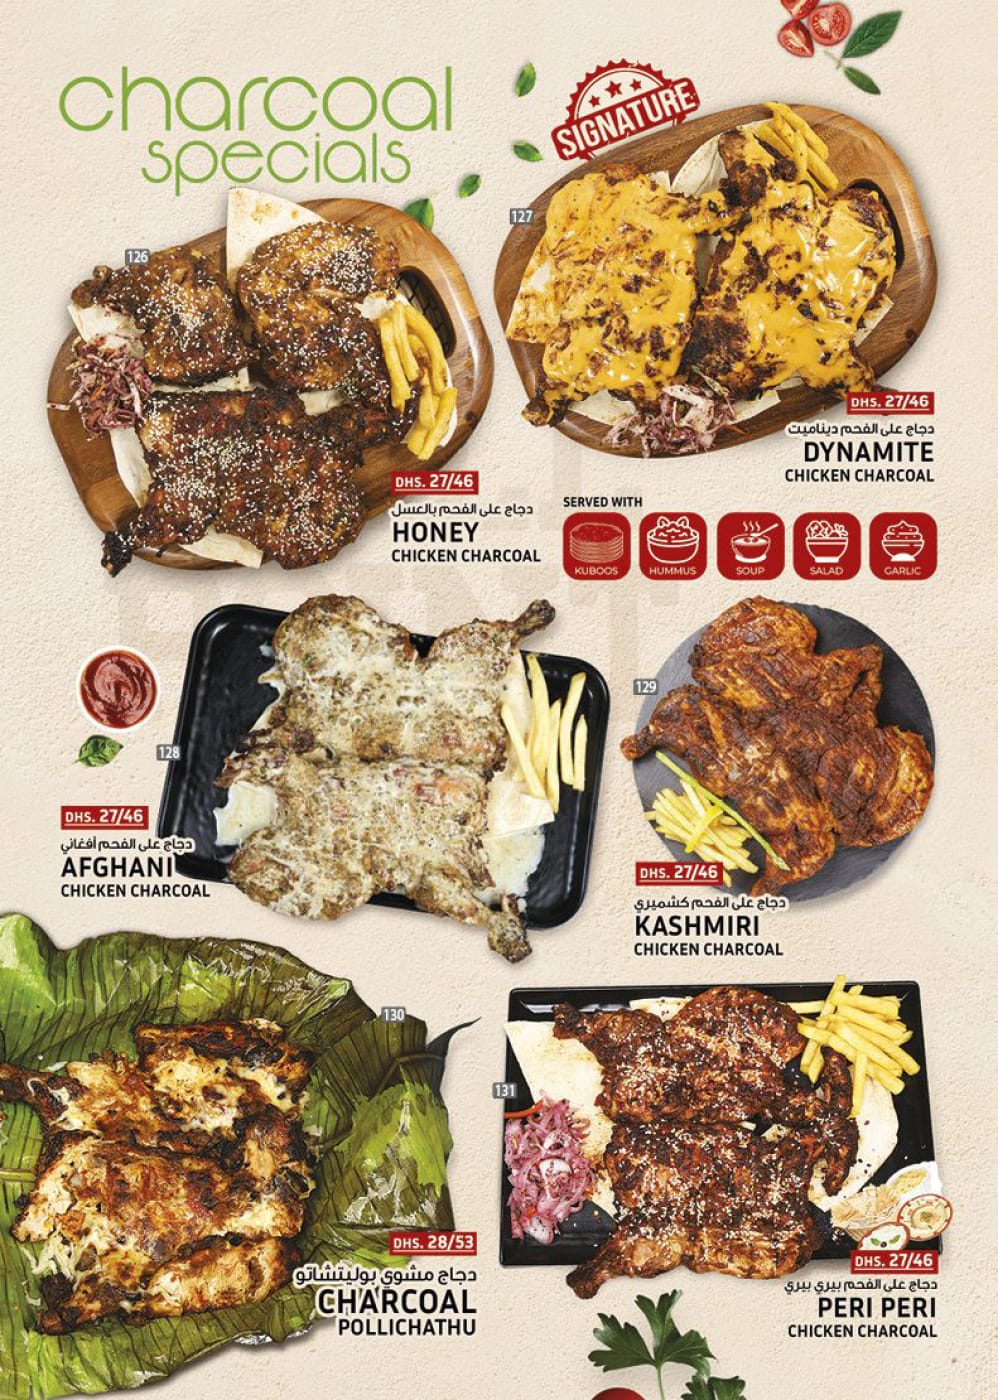 charcoal
specials
SIGNATURE
126
127
DHS. 27/46
دجاج على الفحم ديناميت
DYNAMITE
CHICKEN CHARCOAL
DHS. 27/46
دجاج على الفحم بالعسل
HONEY
CHICKEN CHARCOAL
SERVED WITH
KUBOOS
HUMMUS
SOUP
SALAD
GARLIC
128
129
DHS. 27/46
دجاج على الفحم أفغاني
AFGHANI
CHICKEN CHARCOAL
DHS. 27/46
دجاج على الفحم كشميري
KASHMIRI
CHICKEN CHARCOAL
130
131
DHS. 28/53
دجاج مشوي بوليتشاتو
CHARCOAL
POLLICHATHU
DHS. 27/46
دجاج على الفحم بيري بيري
PERI PERI
CHICKEN CHARCOAL